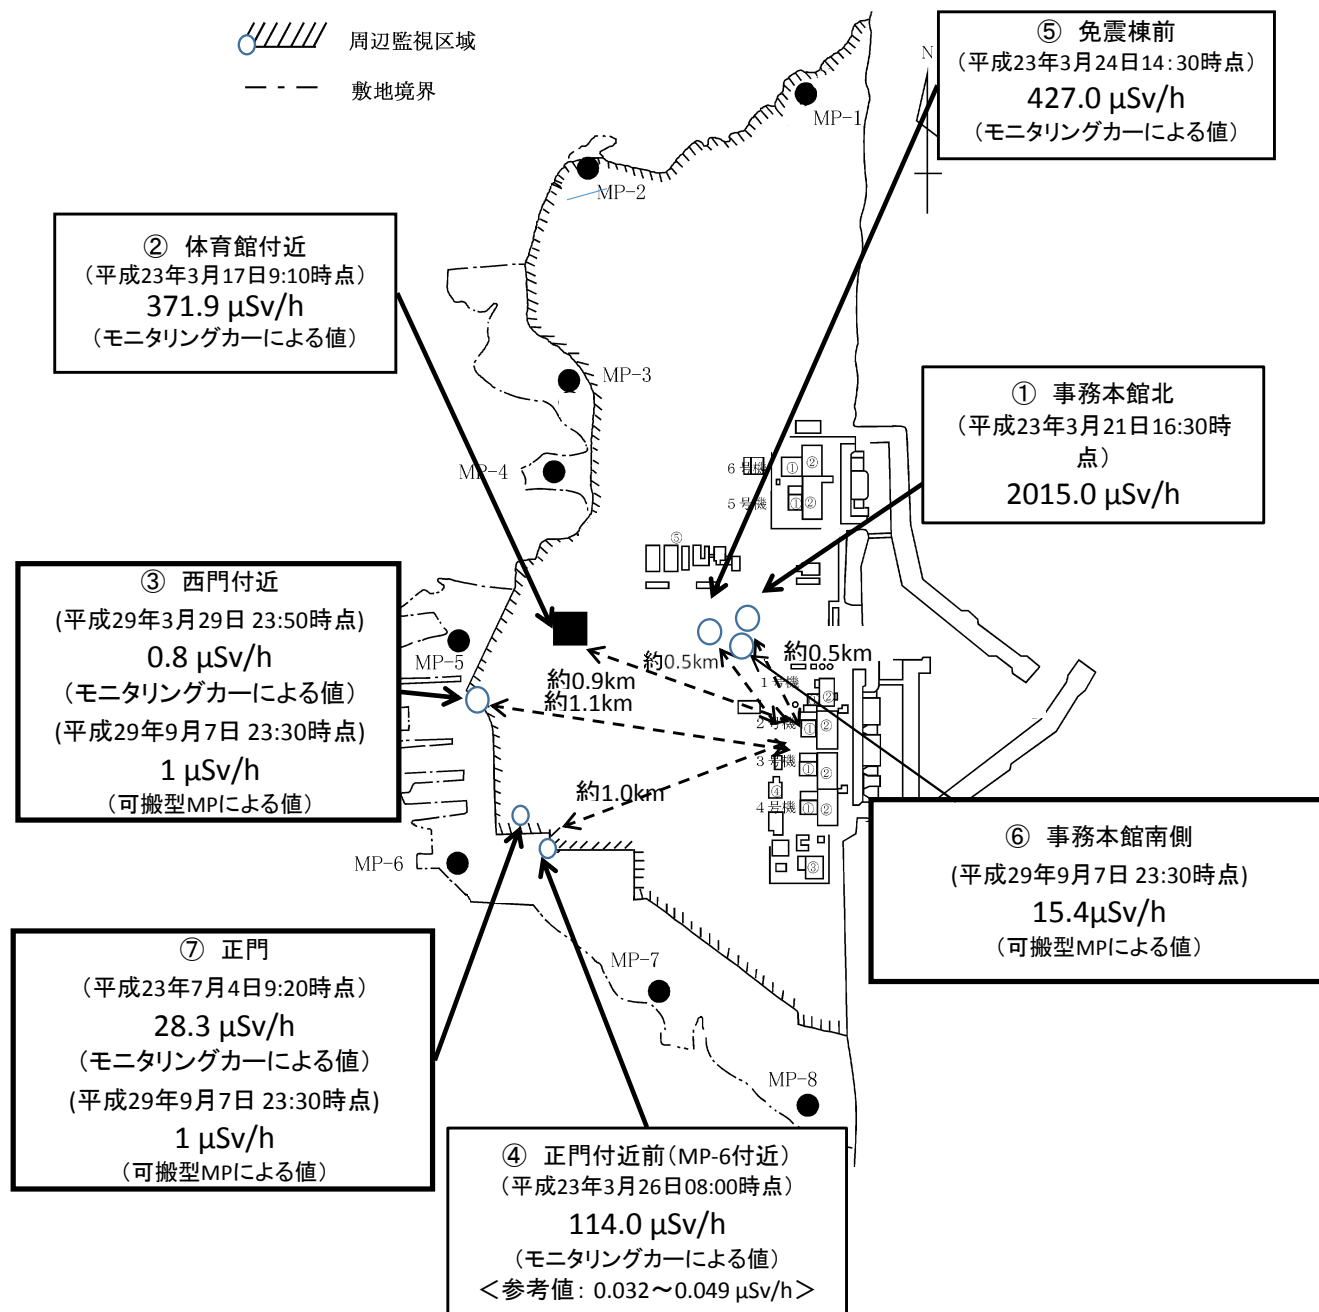 周辺監視区域
敷地境界
⑤ 免震棟前
(平成23年3月24日14:30時点)
427.0 μSv/h
(モニタリングカーによる値)
N
MP-1
MP-2
② 体育館付近
(平成23年3月17日9:10時点)
371.9 μSv/h
(モニタリングカーによる値)
MP-3
① 事務本館北
(平成23年3月21日16:30時
点)
2015.0 μSv/h
MP-4
6号機
① ②
5号機
① ②
⑤
③ 西門付近
(平成29年3月29日 23:50時点)
0.8 μSv/h
(モニタリングカーによる値)
(平成29年9月7日 23:30時点)
1 μSv/h
(可搬型MPによる値)
MP-5
約0.5km
約0.5km
約0.9km
約1.1km
1号機
②
2号機
① ②
3号機
① ②
約1.0km
④
4号機
① ②
③
MP-6
⑥ 事務本館南側
(平成29年9月7日 23:30時点)
15.4μSv/h
(可搬型MPによる値)
⑦ 正門
(平成23年7月4日9:20時点)
28.3 μSv/h
(モニタリングカーによる値)
(平成29年9月7日 23:30時点)
1 μSv/h
(可搬型MPによる値)
MP-7
MP-8
④ 正門付近前(MP-6付近)
(平成23年3月26日08:00時点)
114.0 μSv/h
(モニタリングカーによる値)
<参考値: 0.032~0.049 μSv/h>